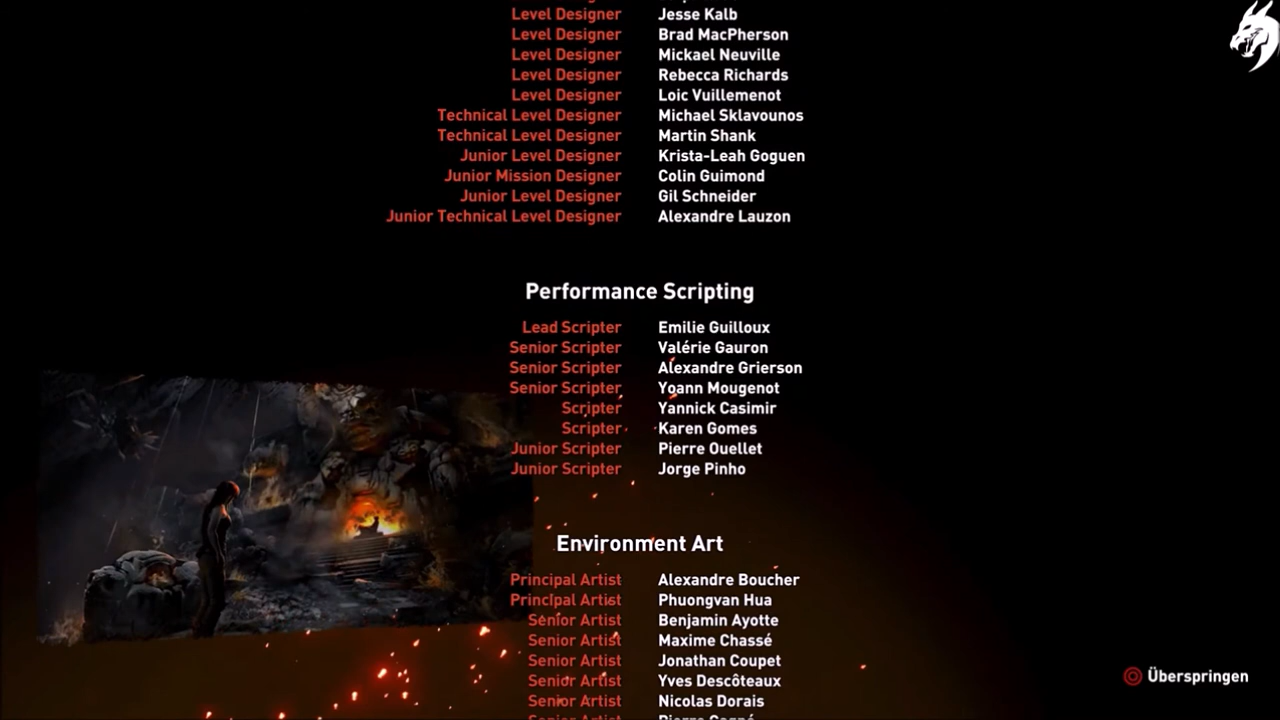 Level Designer Jesse Kalb
Level Designer Brad MacPherson
Level Designer Mickael Neuville
Level Designer Rebecca Richards
Level Designer Loic Vuillemenot
Technical Level Designer Michael Sklavounos
Technical Level Designer Martin Shank
Junior Level Designer Krista-Leah Goguen
Junior Mission Designer Colin Guimond
Junior Level Designer Gil Schneider
Junior Technical Level Designer Alexandre Lauzon
Performance Scripting
Lead Scripter Emilie Guilloux
Senior Scripter Valérie Gauron
Senior Scripter Alexandre Grierson
Senior Scripter Yoann Mougenot
Scripter Yannick Casimir
Scripter Karen Gomes
Junior Scripter Pierre Ouellet
Junior Scripter Jorge Pinho
Environment Art
Principal Artist Alexandre Boucher
Principal Artist Phuongvan Hua
Senior Artist Benjamin Ayotte
Senior Artist Maxime Chassé
Senior Artist Jonathan Coupet
Senior Artist Yves Descôteaux
Senior Artist Nicolas Dorais
Überspringen